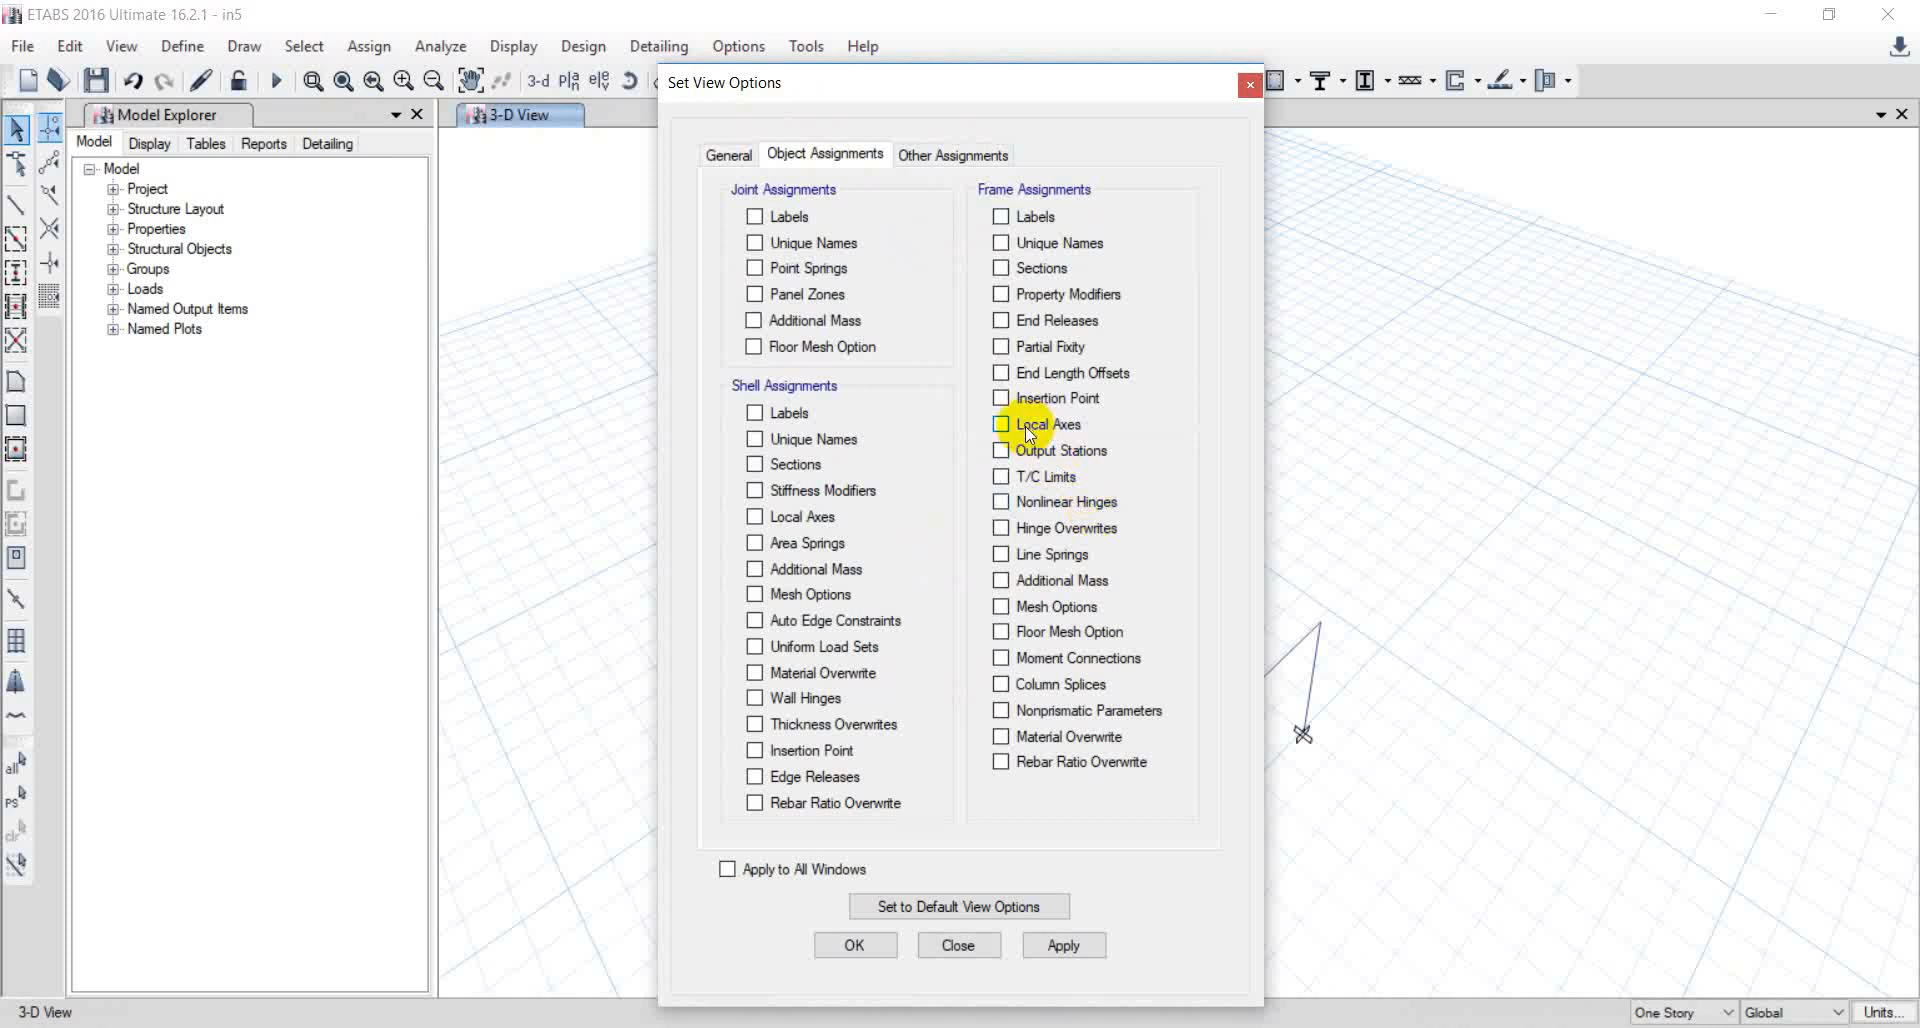 ETABS 2016 Ultimate 16.2.1 - in5
File Edit View Define Draw Select Assign Analyze Display Design Detailing Options Tools Help
3-d
Set View Options
Model Explorer
3-D View
Model Display Tables Reports Detailing
Model
Project
Structure Layout
Properties
Structural Objects
Groups
Loads
Named Output Items
Named Plots
General Object Assignments Other Assignments
Joint Assignments
Labels
Unique Names
Point Springs
Panel Zones
Additional Mass
Floor Mesh Option
Shell Assignments
Labels
Unique Names
Sections
Stiffness Modifiers
Local Axes
Area Springs
Additional Mass
Mesh Options
Auto Edge Constraints
Uniform Load Sets
Material Overwrite
Wall Hinges
Thickness Overwrites
Insertion Point
Edge Releases
Rebar Ratio Overwrite
Frame Assignments
Labels
Unique Names
Sections
Property Modifiers
End Releases
Partial Fixity
End Length Offsets
Insertion Point
Local Axes
Output Stations
T/C Limits
Nonlinear Hinges
Hinge Overwrites
Line Springs
Additional Mass
Mesh Options
Floor Mesh Option
Moment Connections
Column Splices
Nonprismatic Parameters
Material Overwrite
Rebar Ratio Overwrite
Apply to All Windows
Set to Default View Options
OK Close Apply
all
PS
clr
3-D View
One Story Global Units...